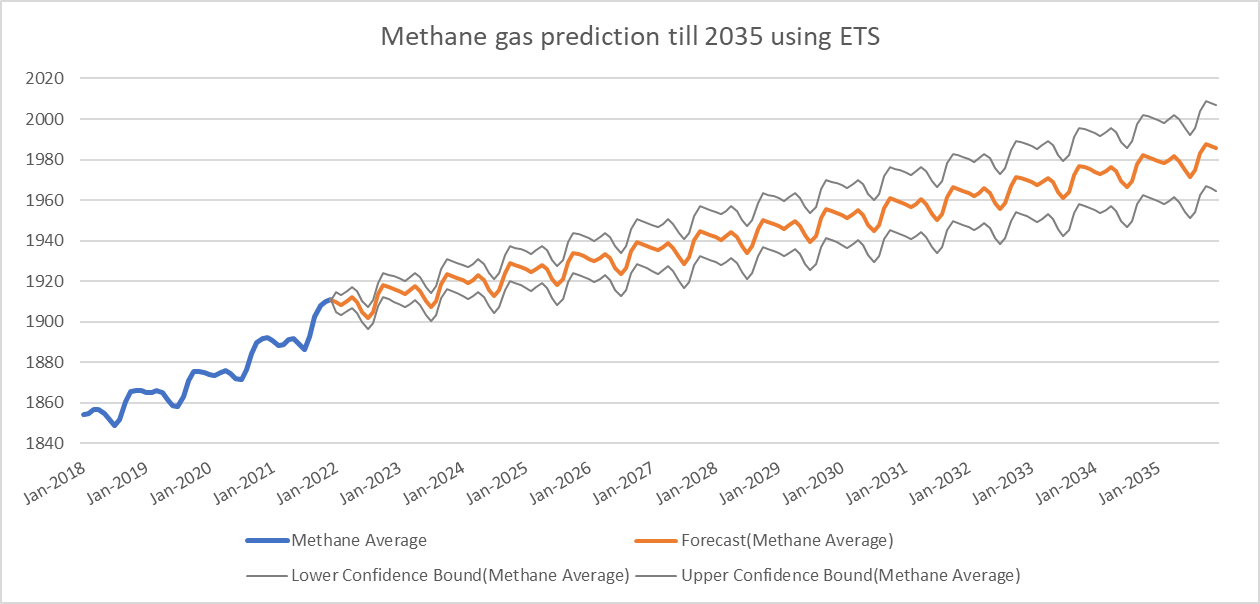 Methane gas prediction till 2035 using ETS
2020
2000
1980
1960
1940
1920
1900
1880
1860
1840
Jan-2018
Jan-2019
Jan-2020
Jan-2021
Jan-2022
Jan-2023
Jan-2024
Jan-2025
Jan-2026
Jan-2027
Jan-2028
Jan-2029
Jan-2030
Jan-2031
Jan-2032
Jan-2033
Jan-2034
Jan-2035
Methane Average
Forecast(Methane Average)
Lower Confidence Bound(Methane Average)
Upper Confidence Bound(Methane Average)